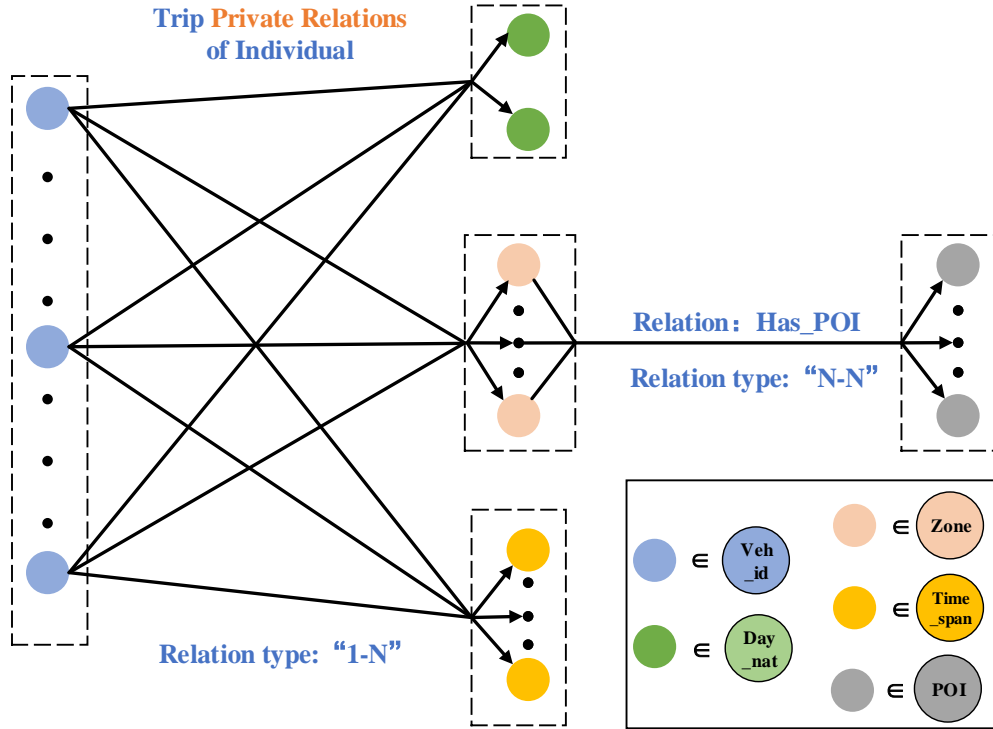 Trip Private Relations
of Individual
Relation：Has_POI
Relation type: “N-N”
Relation type: “1-N”
∈ Veh
_id
∈ Day
_nat
∈ Zone
∈ Time
_span
∈ POI